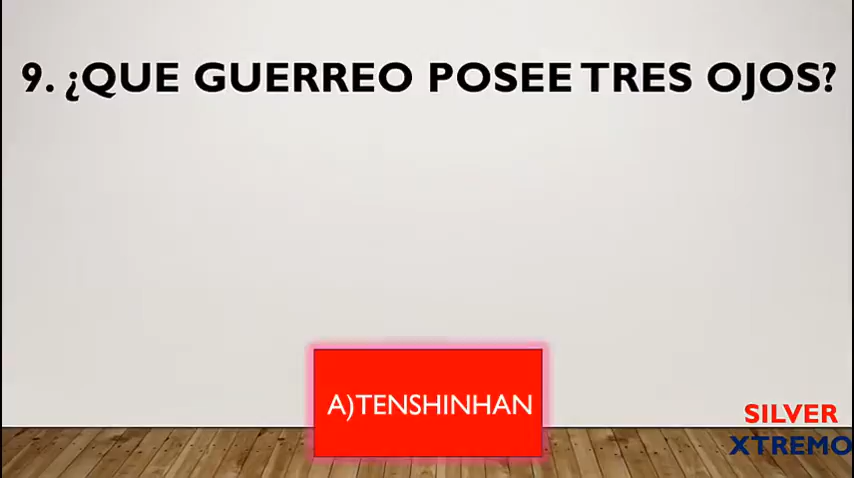 9. ¿QUE GUERREO POSEE TRES OJOS?
A)TENSHINHAN
SILVER
XTREMO